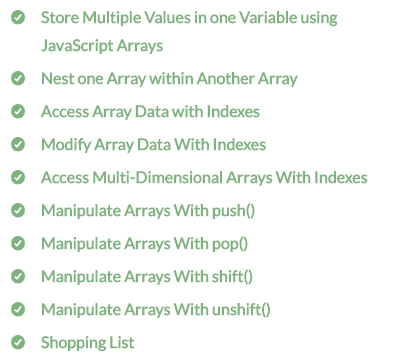 Store Multiple Values in one Variable using
JavaScript Arrays
Nest one Array within Another Array
Access Array Data with Indexes
Modify Array Data With Indexes
Access Multi-Dimensional Arrays With Indexes
Manipulate Arrays With push()
Manipulate Arrays With pop()
Manipulate Arrays With shift()
Manipulate Arrays With unshift()
Shopping List